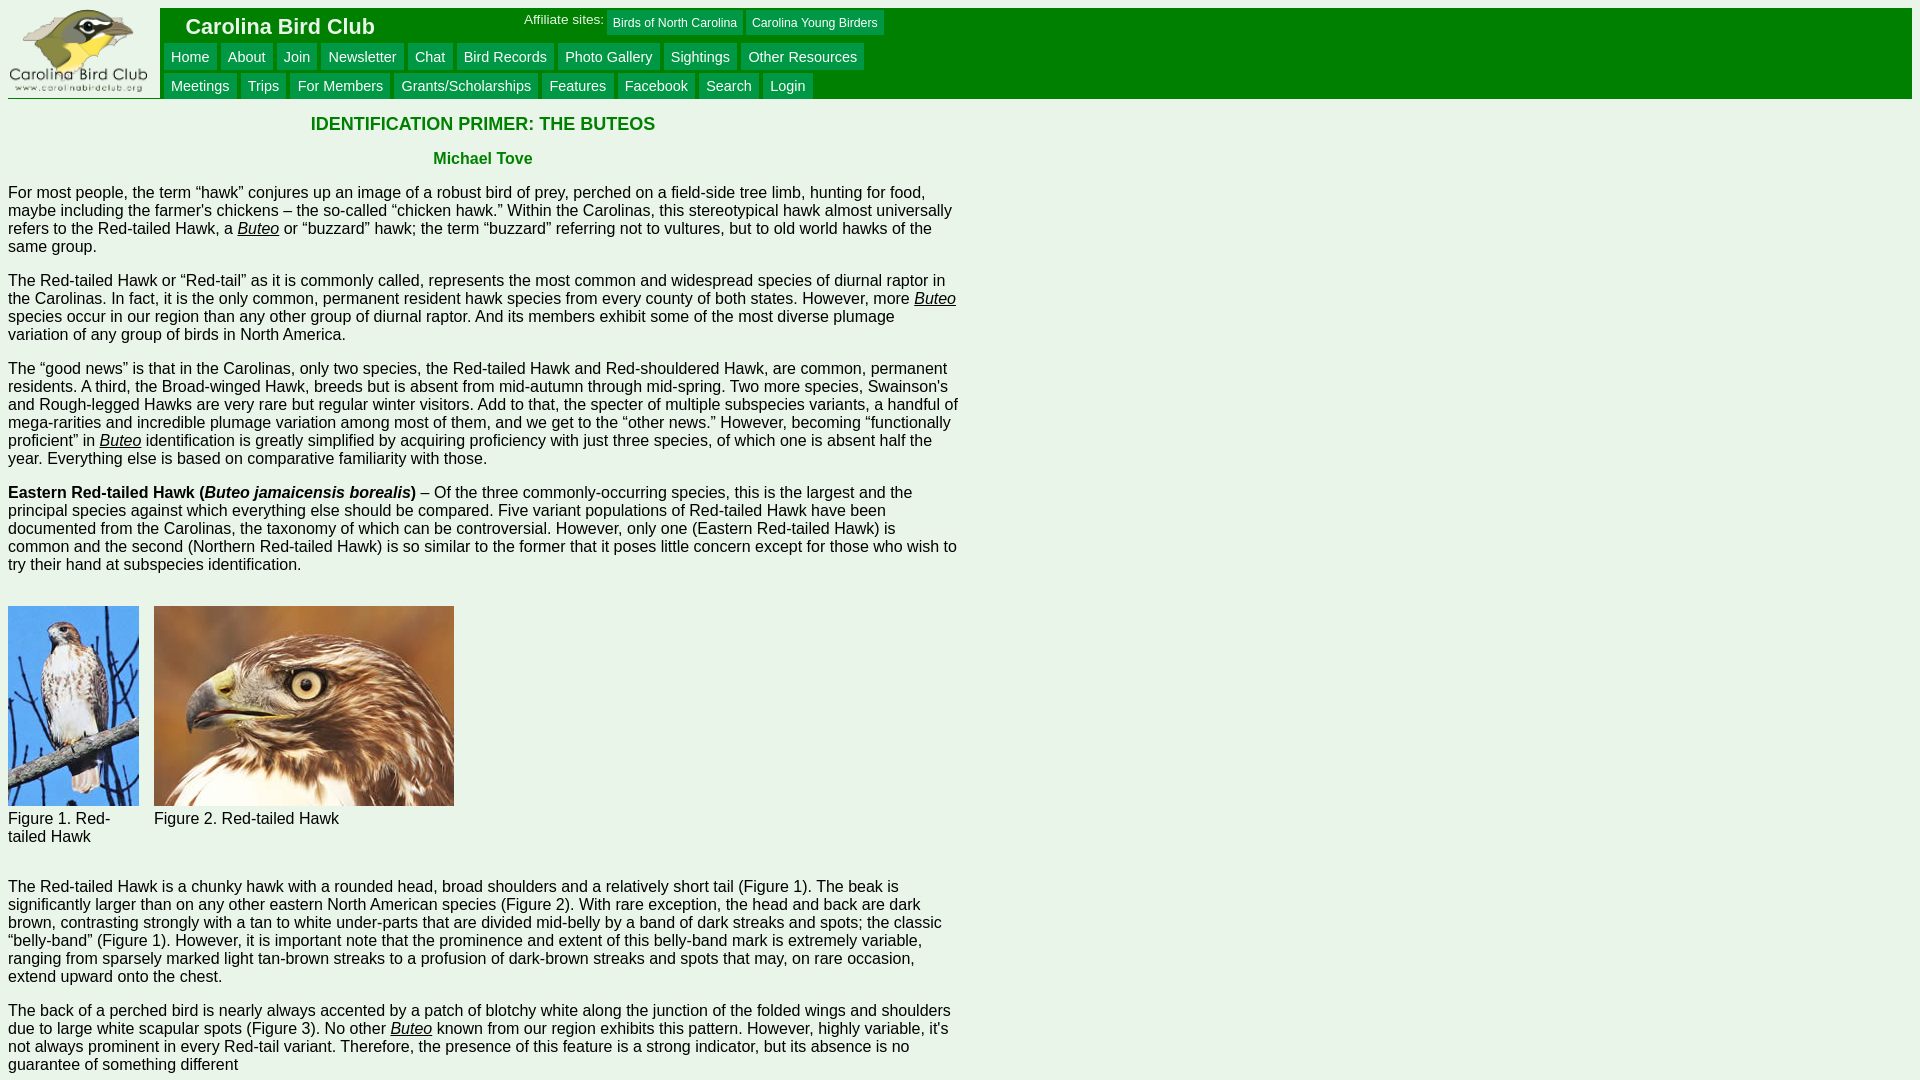 Carolina Bird Club
www.carolinabirdclub.org
Carolina Bird Club
Affiliate sites: Birds of North Carolina Carolina Young Birders
Home About Join Newsletter Chat Bird Records Photo Gallery Sightings Other Resources
Meetings Trips For Members Grants/Scholarships Features Facebook Search Login
IDENTIFICATION PRIMER: THE BUTEOS
Michael Tove
For most people, the term “hawk” conjures up an image of a robust bird of prey, perched on a field-side tree limb, hunting for food,
maybe including the farmer's chickens – the so-called “chicken hawk.” Within the Carolinas, this stereotypical hawk almost universally
refers to the Red-tailed Hawk, a Buteo or “buzzard” hawk; the term “buzzard” referring not to vultures, but to old world hawks of the
same group.
The Red-tailed Hawk or “Red-tail” as it is commonly called, represents the most common and widespread species of diurnal raptor in
the Carolinas. In fact, it is the only common, permanent resident hawk species from every county of both states. However, more Buteo
species occur in our region than any other group of diurnal raptor. And its members exhibit some of the most diverse plumage
variation of any group of birds in North America.
The “good news” is that in the Carolinas, only two species, the Red-tailed Hawk and Red-shouldered Hawk, are common, permanent
residents. A third, the Broad-winged Hawk, breeds but is absent from mid-autumn through mid-spring. Two more species, Swainson's
and Rough-legged Hawks are very rare but regular winter visitors. Add to that, the specter of multiple subspecies variants, a handful of
mega-rarities and incredible plumage variation among most of them, and we get to the “other news.” However, becoming “functionally
proficient” in Buteo identification is greatly simplified by acquiring proficiency with just three species, of which one is absent half the
year. Everything else is based on comparative familiarity with those.
Eastern Red-tailed Hawk (Buteo jamaicensis borealis) – Of the three commonly-occurring species, this is the largest and the
principal species against which everything else should be compared. Five variant populations of Red-tailed Hawk have been
documented from the Carolinas, the taxonomy of which can be controversial. However, only one (Eastern Red-tailed Hawk) is
common and the second (Northern Red-tailed Hawk) is so similar to the former that it poses little concern except for those who wish to
try their hand at subspecies identification.
Figure 1. Red-
tailed Hawk
Figure 2. Red-tailed Hawk
The Red-tailed Hawk is a chunky hawk with a rounded head, broad shoulders and a relatively short tail (Figure 1). The beak is
significantly larger than on any other eastern North American species (Figure 2). With rare exception, the head and back are dark
brown, contrasting strongly with a tan to white under-parts that are divided mid-belly by a band of dark streaks and spots; the classic
“belly-band” (Figure 1). However, it is important note that the prominence and extent of this belly-band mark is extremely variable,
ranging from sparsely marked light tan-brown streaks to a profusion of dark-brown streaks and spots that may, on rare occasion,
extend upward onto the chest.
The back of a perched bird is nearly always accented by a patch of blotchy white along the junction of the folded wings and shoulders
due to large white scapular spots (Figure 3). No other Buteo known from our region exhibits this pattern. However, highly variable, it's
not always prominent in every Red-tail variant. Therefore, the presence of this feature is a strong indicator, but its absence is no
guarantee of something different